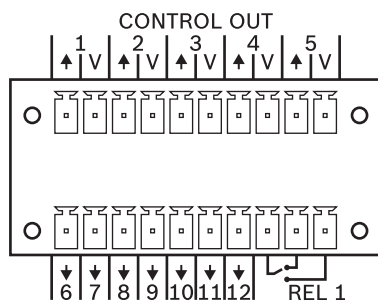 CONTROL OUT
1 2 3 4 5
V V V V V
6 7 8 9 10 11 12 REL 1